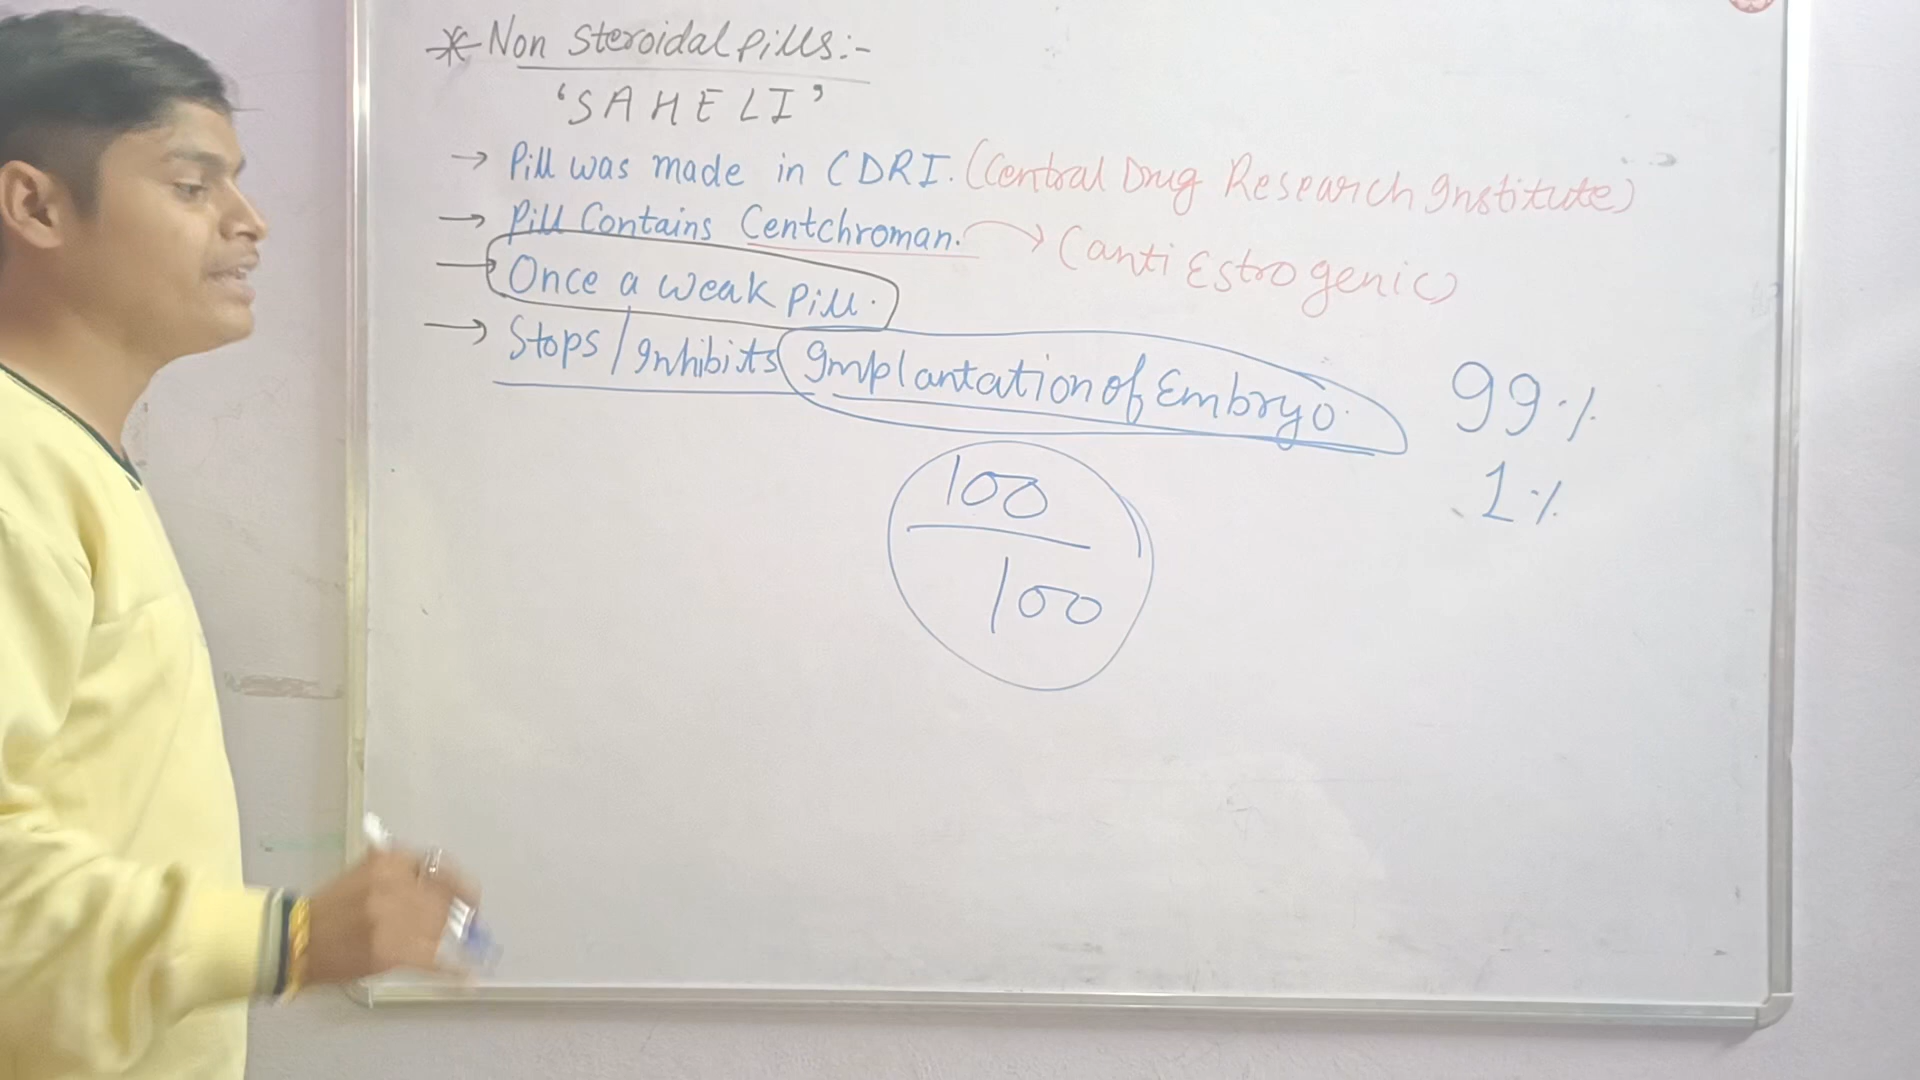 * Non Steroidal Pills:-
'SAHELI'
→ Pill was made in CDRI. (Central Drug Research Institute)
→ Pill Contains Centchroman. → (anti Estrogenic)
→ Once a weak Pill.
→ Stops / Inhibits Implantation of Embryo.
99%
1%
100
100